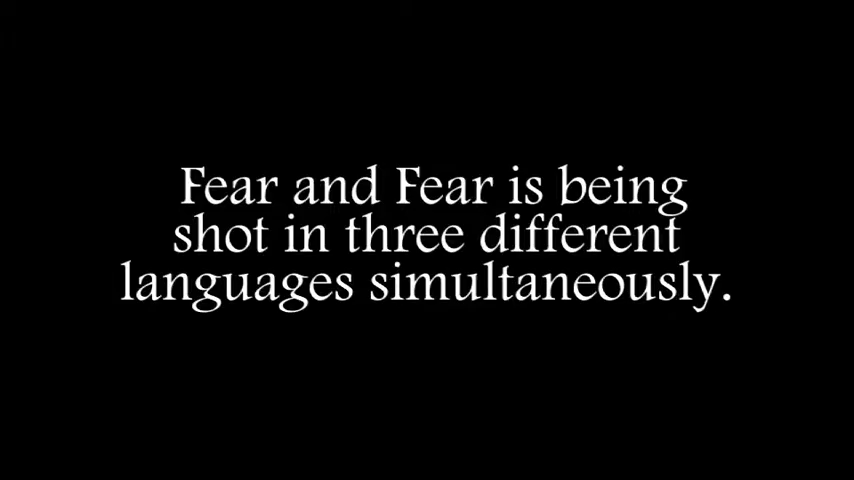 Fear and Fear is being
shot in three different
languages simultaneously.